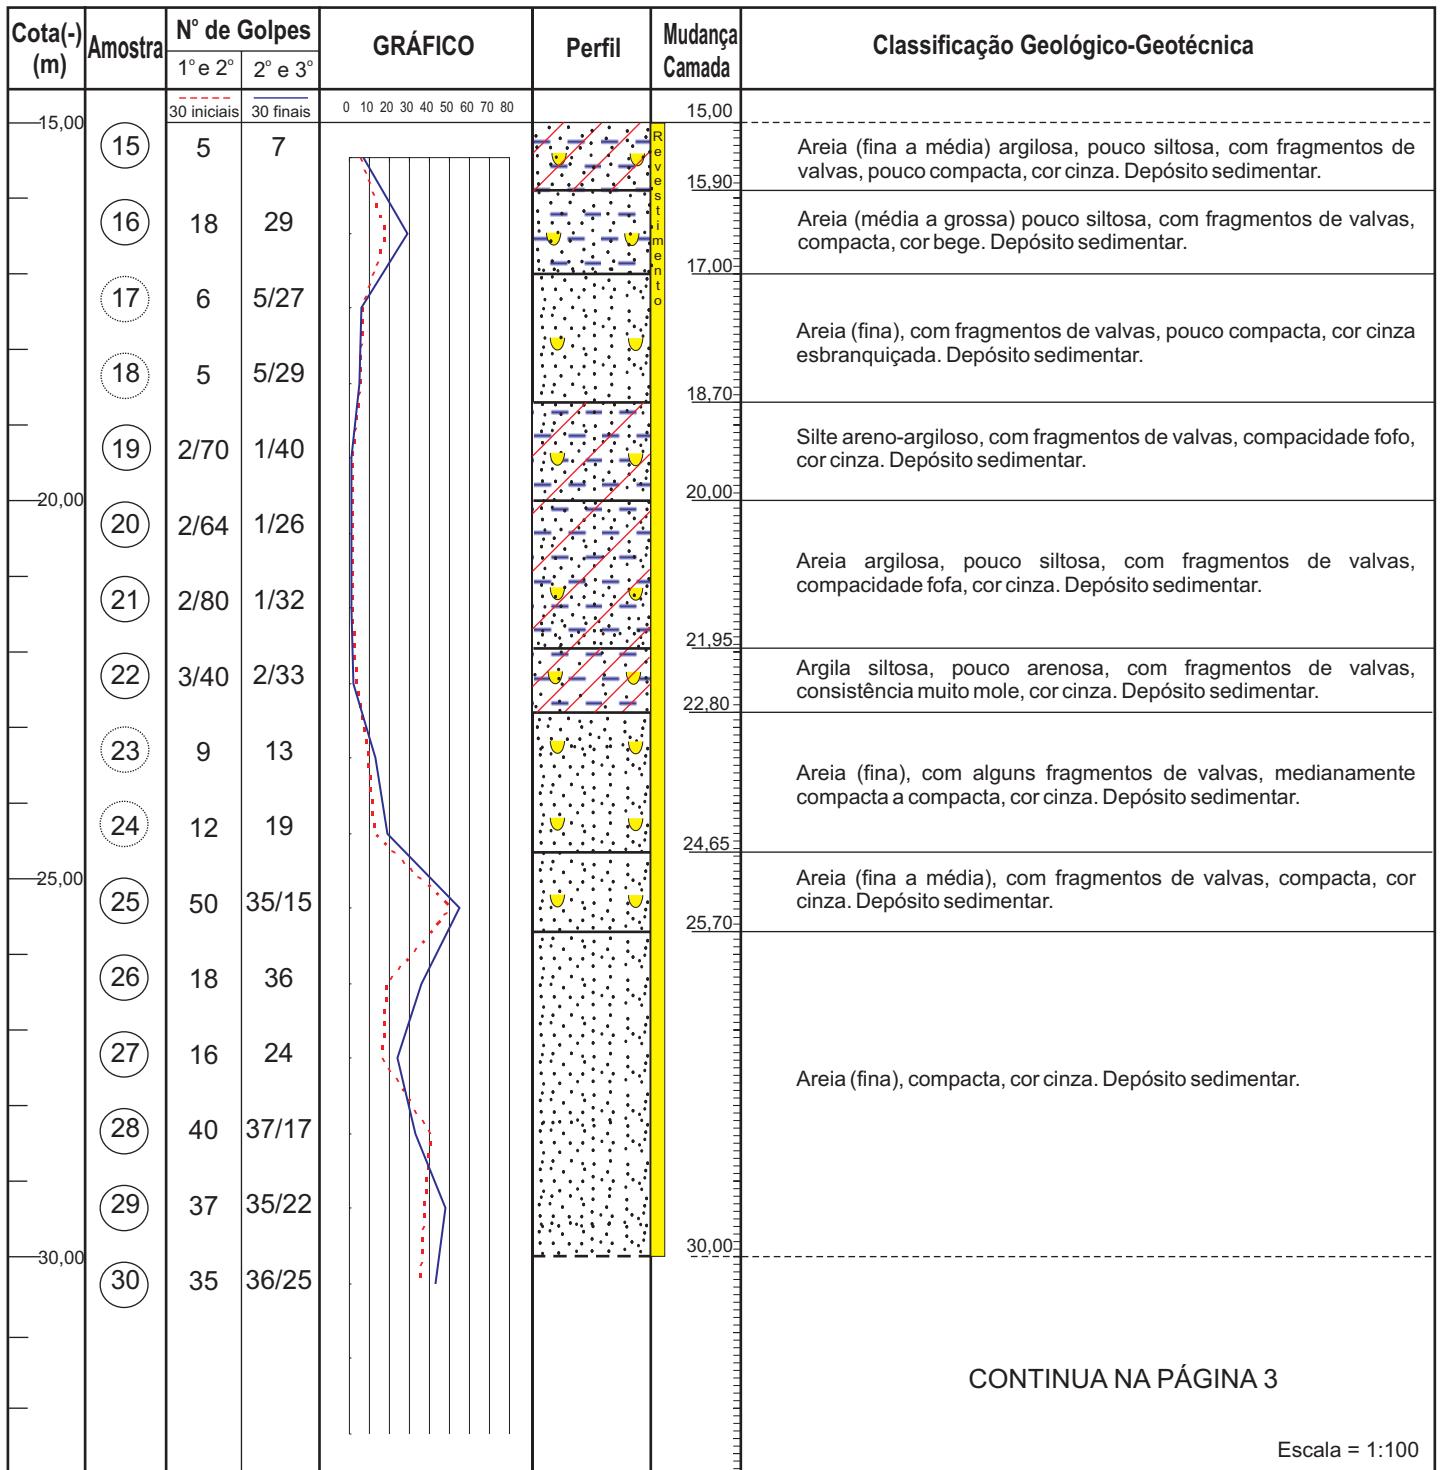 Cota(-) (m) Amostra N° de Golpes GRÁFICO Perfil Mudança Camada Classificação Geológico-Geotécnica
1° e 2° 2° e 3°
30 iniciais 30 finais 0 10 20 30 40 50 60 70 80 15,00
15,00
15 5 7
Revestimento
Areia (fina a média) argilosa, pouco siltosa, com fragmentos de
valvas, pouco compacta, cor cinza. Depósito sedimentar.
15,90
16 18 29
Areia (média a grossa) pouco siltosa, com fragmentos de valvas,
compacta, cor bege. Depósito sedimentar.
17,00
17 6 5/27
Areia (fina), com fragmentos de valvas, pouco compacta, cor cinza
esbranquiçada. Depósito sedimentar.
18 5 5/29
18,70
19 2/70 1/40
Silte areno-argiloso, com fragmentos de valvas, compacidade fofo,
cor cinza. Depósito sedimentar.
20,00 20,00
20 2/64 1/26
Areia argilosa, pouco siltosa, com fragmentos de valvas,
compacidade fofa, cor cinza. Depósito sedimentar.
21 2/80 1/32
21,95
22 3/40 2/33
Argila siltosa, pouco arenosa, com fragmentos de valvas,
consistência muito mole, cor cinza. Depósito sedimentar.
22,80
23 9 13
Areia (fina), com alguns fragmentos de valvas, medianamente
compacta a compacta, cor cinza. Depósito sedimentar.
24 12 19
24,65
25,00
25 50 35/15
Areia (fina a média), com fragmentos de valvas, compacta, cor
cinza. Depósito sedimentar.
25,70
26 18 36
27 16 24
Areia (fina), compacta, cor cinza. Depósito sedimentar.
28 40 37/17
29 37 35/22
30,00 30,00
30 35 36/25
CONTINUA NA PÁGINA 3
Escala = 1:100